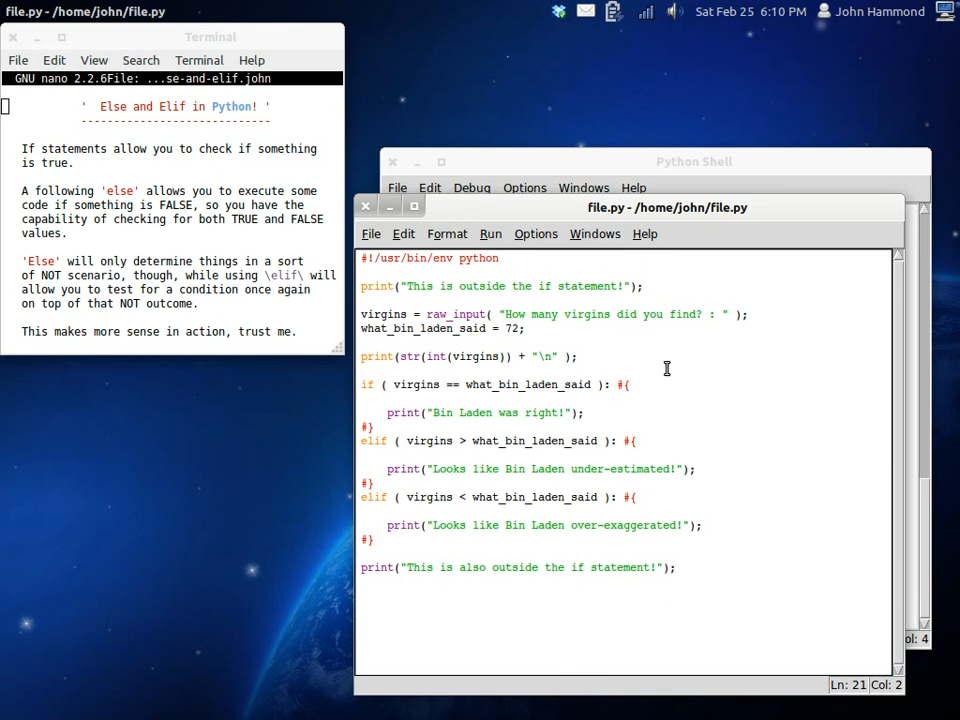 file.py - /home/john/file.py
Sat Feb 25 6:10 PM John Hammond
Terminal
File Edit View Search Terminal Help
GNU nano 2.2.6File: ...se-and-elif.john
' Else and Elif in Python! '
---------------------------
If statements allow you to check if something
is true.
A following 'else' allows you to execute some
code if something is FALSE, so you have the
capability of checking for both TRUE and FALSE
values.
'Else' will only determine things in a sort
of NOT scenario, though, while using \elif\ will
allow you to test for a condition once again
on top of that NOT outcome.
This makes more sense in action, trust me.
Python Shell
File Edit Debug Options Windows Help
file.py - /home/john/file.py
File Edit Format Run Options Windows Help
#!/usr/bin/env python
print("This is outside the if statement!");
virgins = raw_input( "How many virgins did you find? : " );
what_bin_laden_said = 72;
print(str(int(virgins)) + "\n" );
if ( virgins == what_bin_laden_said ): #{
print("Bin Laden was right!");
#}
elif ( virgins > what_bin_laden_said ): #{
print("Looks like Bin Laden under-estimated!");
#}
elif ( virgins < what_bin_laden_said ): #{
print("Looks like Bin Laden over-exaggerated!");
#}
print("This is also outside the if statement!");
ol: 4
Ln: 21 Col: 2